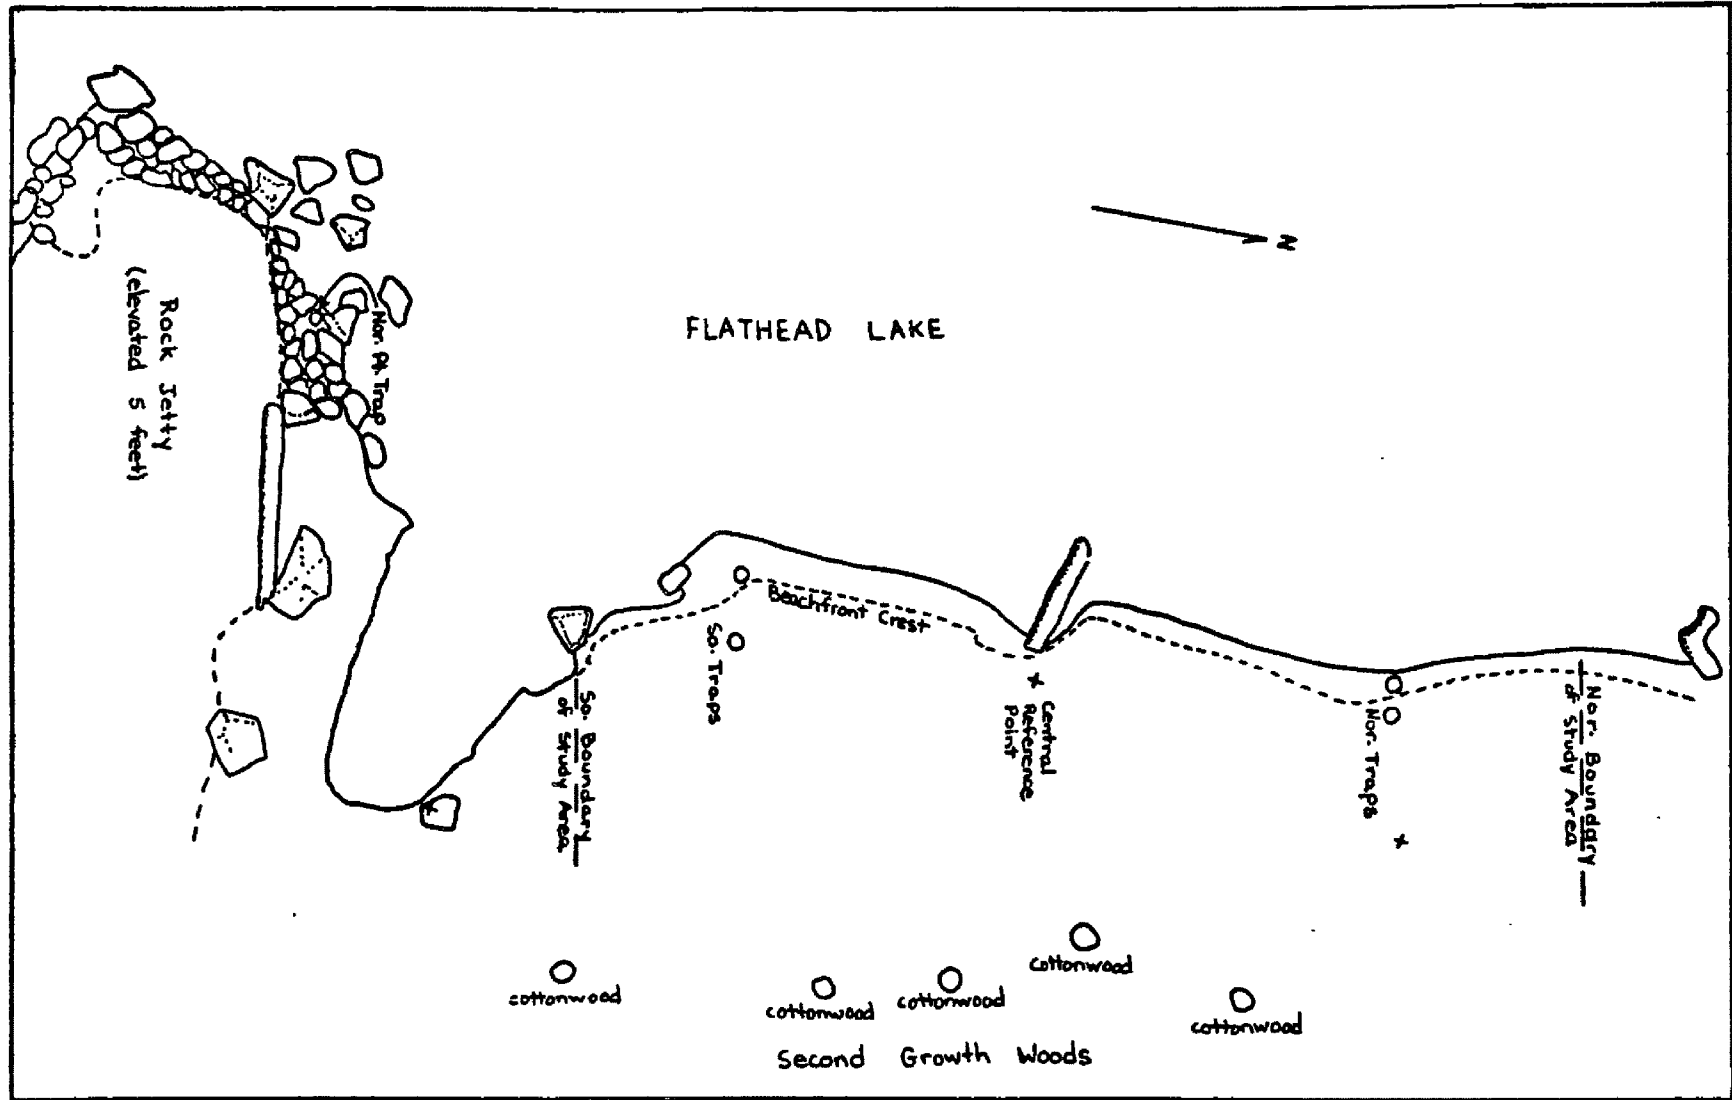 N
FLATHEAD LAKE
Rock Jetty
(elevated 5 feet)
Nor. Pt. Trap
Beachfront Crest
So. Traps
So. Boundary
of Study Area
Central
Reference
Point
Nor. Traps
Nor. Boundary
of Study Area
cottonwood
cottonwood
cottonwood
cottonwood
cottonwood
Second Growth Woods